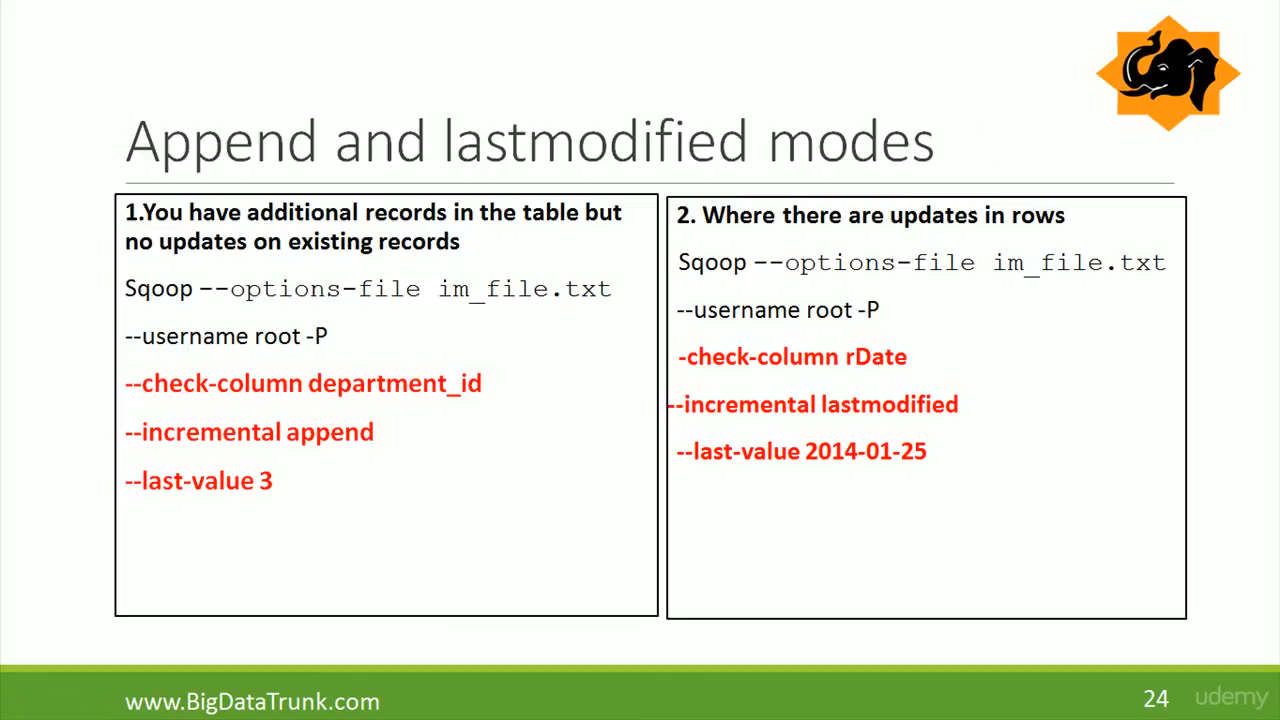 Append and lastmodified modes
1.You have additional records in the table but
no updates on existing records
Sqoop --options-file im_file.txt
--username root -P
--check-column department_id
--incremental append
--last-value 3
2. Where there are updates in rows
Sqoop --options-file im_file.txt
--username root -P
-check-column rDate
--incremental lastmodified
--last-value 2014-01-25
www.BigDataTrunk.com
24
udemy